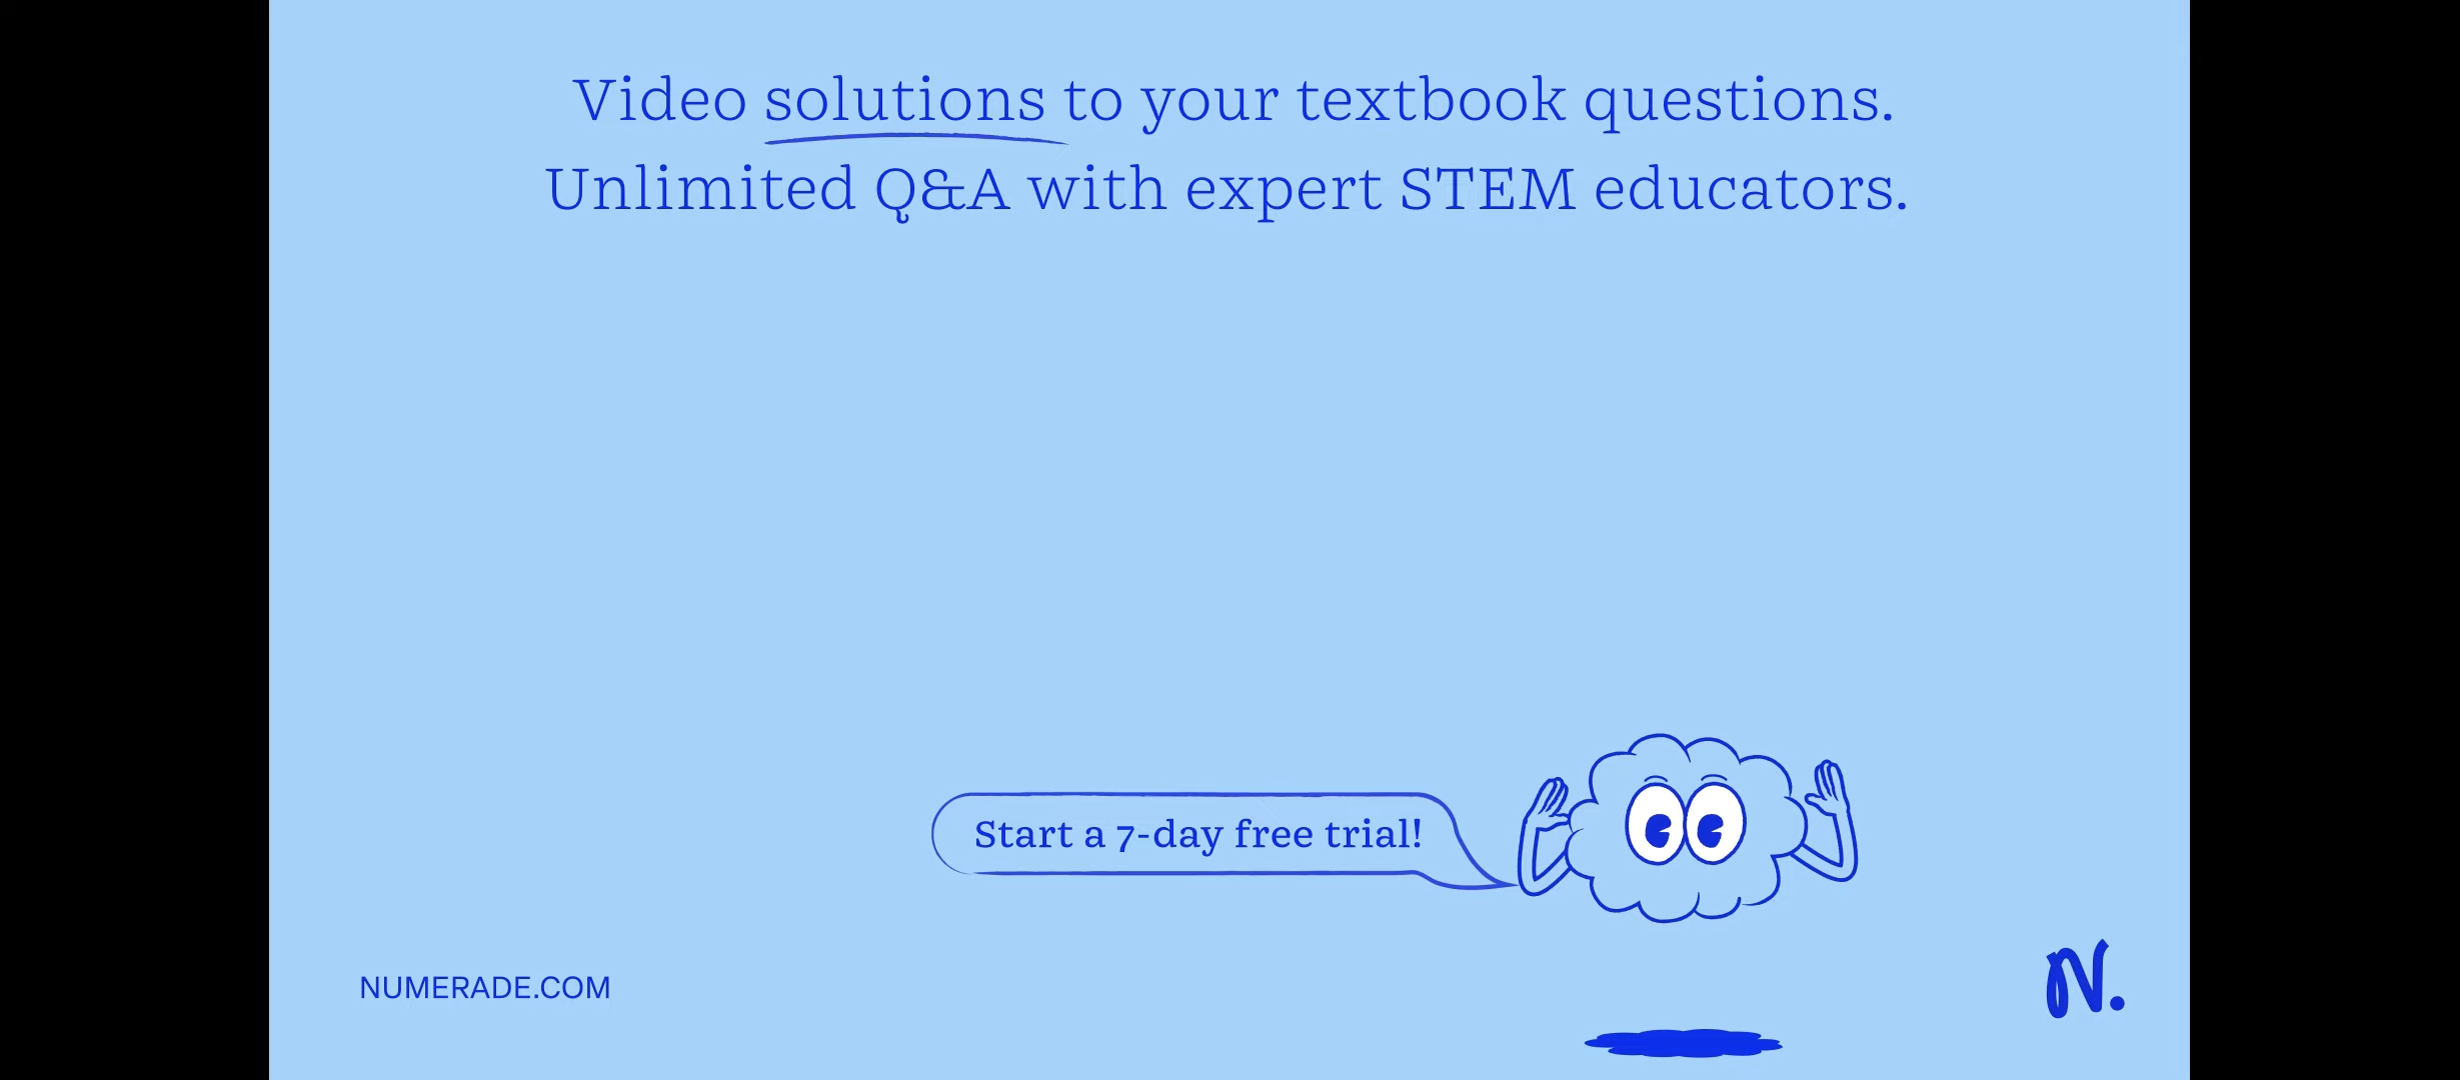 Video solutions to your textbook questions.
Unlimited Q&A with expert STEM educators.
Start a 7-day free trial!
NUMERADE.COM
N.